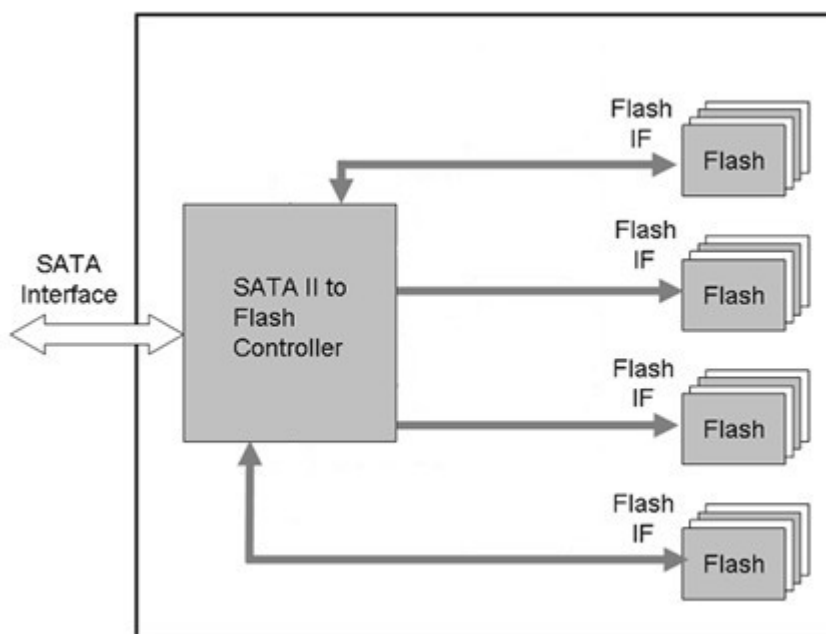 SATA
Interface
SATA II to
Flash
Controller
Flash
IF
Flash
Flash
IF
Flash
Flash
IF
Flash
Flash
IF
Flash